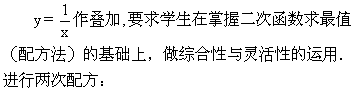 y = 1/x 作叠加,要求学生在掌握二次函数求最值
(配方法)的基础上，做综合性与灵活性的运用.
进行两次配方：